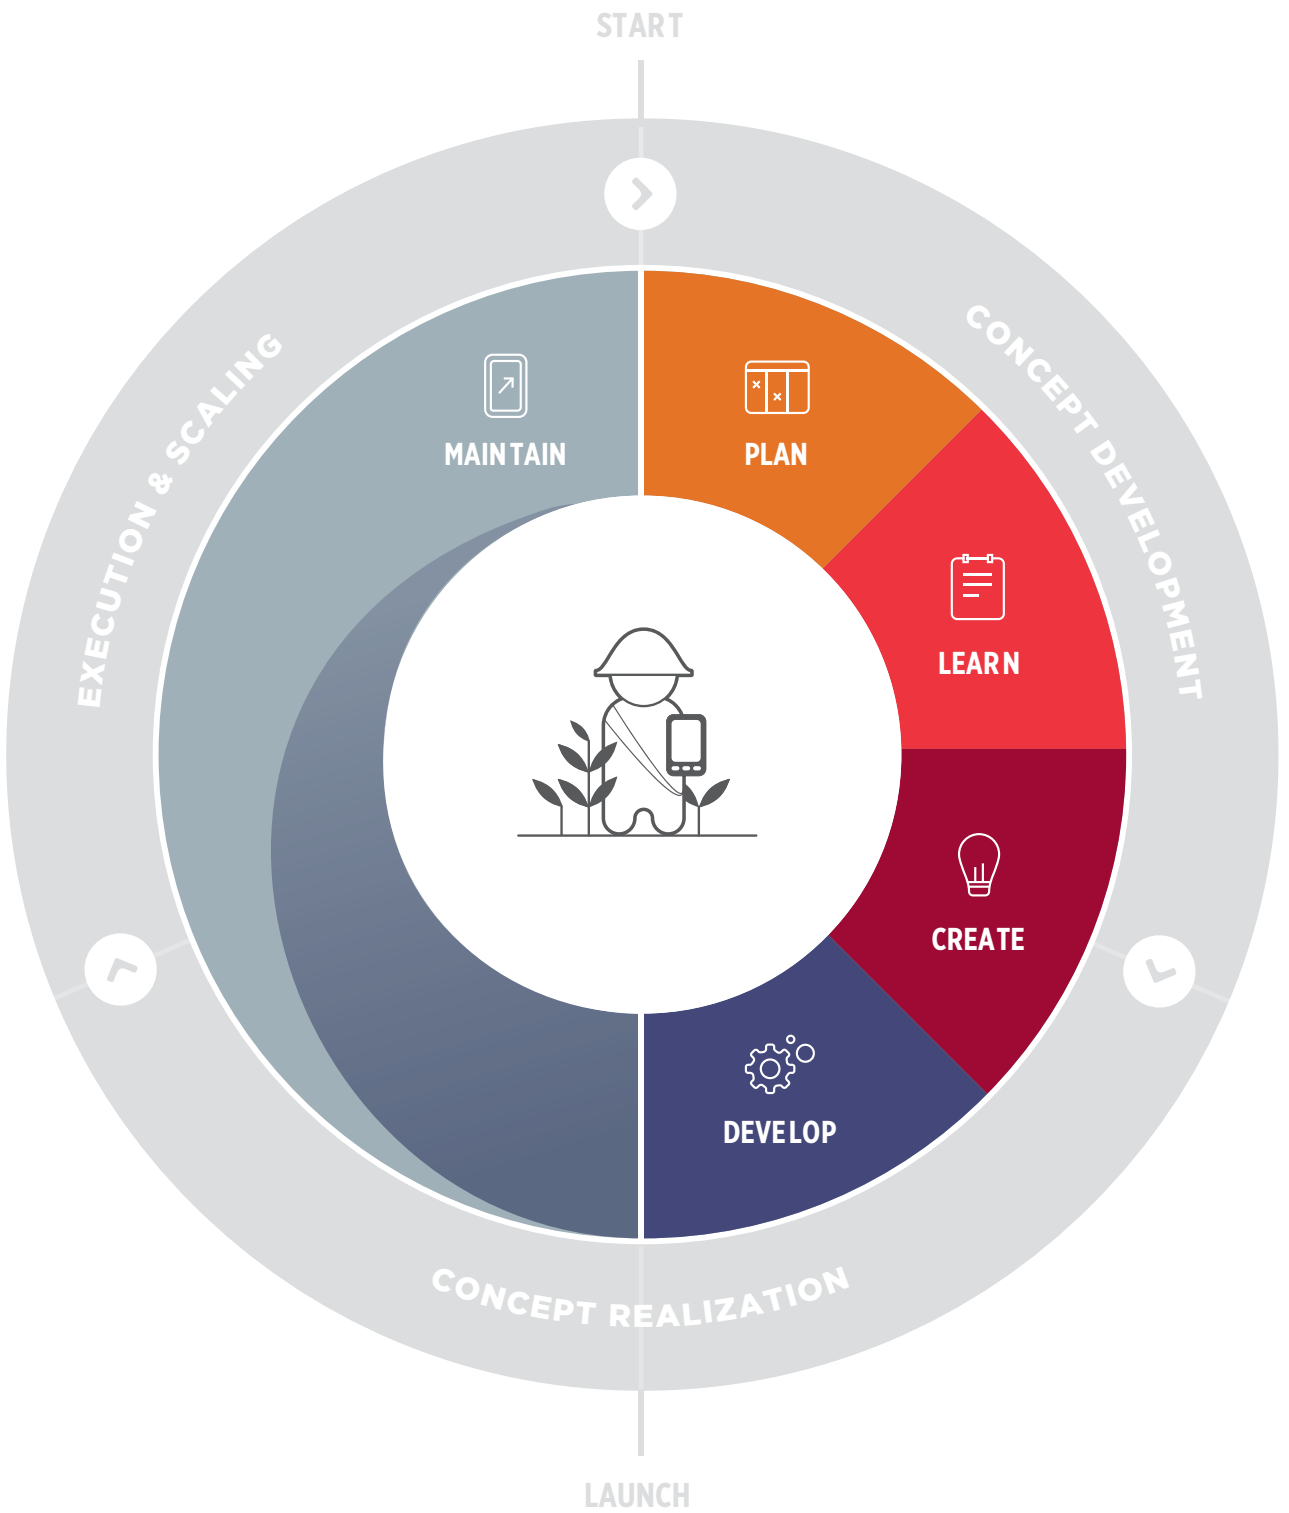 START
CONCEPT DEVELOPMENT
EXECUTION & SCALING
MAINTAIN
PLAN
LEARN
CREATE
DEVELOP
CONCEPT REALIZATION
LAUNCH